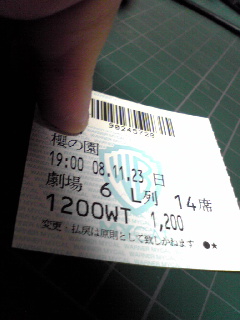 98245728
櫻の園
19:00 08.11.23 日
劇場 6 L列 14席
1200WT 1,200
変更・払戻は原則として致しかねます ●★